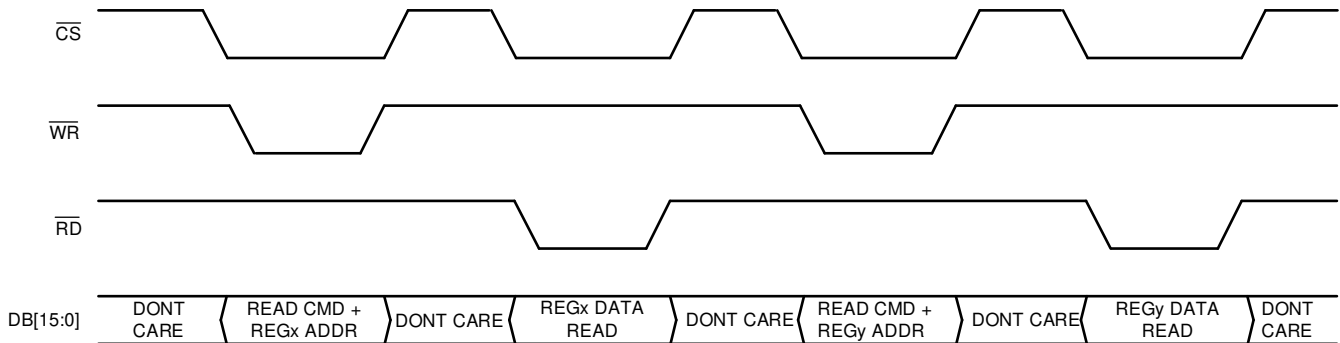 CS
WR
RD
DB[15:0]
DONT
CARE
READ CMD +
REGx ADDR
DONT CARE
REGx DATA
READ
DONT CARE
READ CMD +
REGy ADDR
DONT CARE
REGy DATA
READ
DONT
CARE